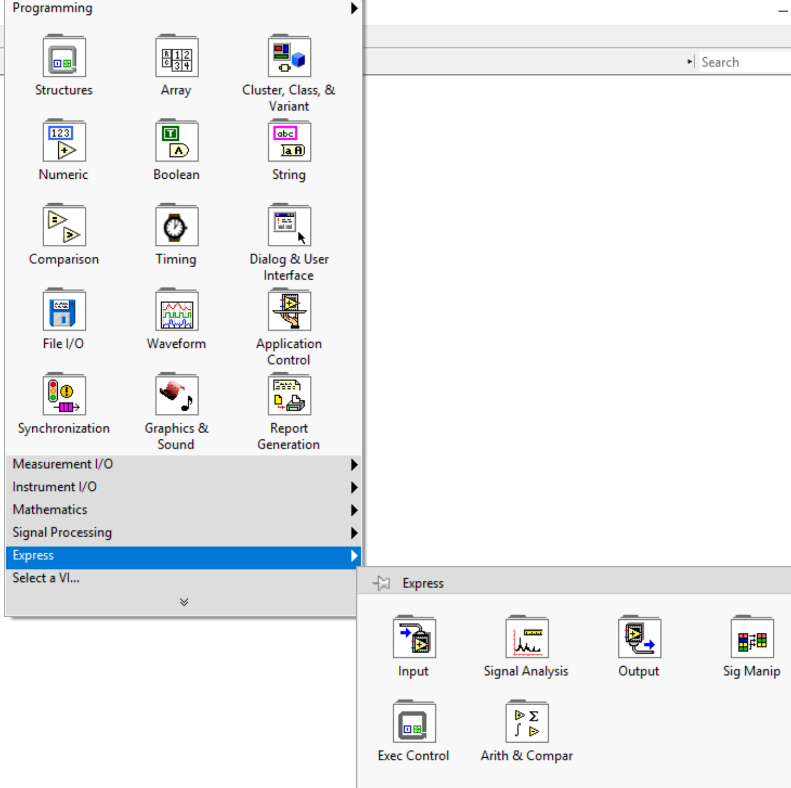 Programming
Search
Structures
Array
Cluster, Class, &
Variant
Numeric
Boolean
String
Comparison
Timing
Dialog & User
Interface
File I/O
Waveform
Application
Control
Synchronization
Graphics &
Sound
Report
Generation
Measurement I/O
Instrument I/O
Mathematics
Signal Processing
Express
Select a VI...
Express
Input
Signal Analysis
Output
Sig Manip
Exec Control
Arith & Compar